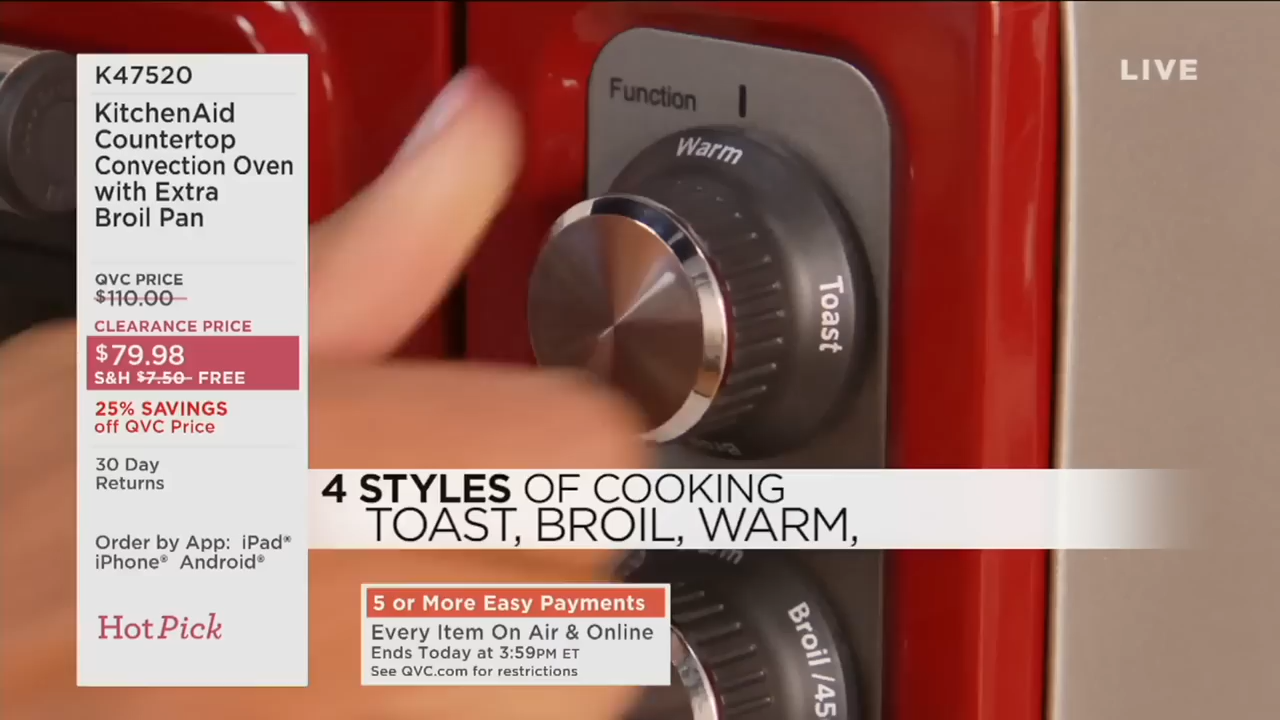 K47520
KitchenAid
Countertop
Convection Oven
with Extra
Broil Pan
QVC PRICE
$110.00
CLEARANCE PRICE
$79.98
S&H $7.50 FREE
25% SAVINGS
off QVC Price
30 Day
Returns
Order by App: iPad®
iPhone® Android®
Hot Pick
LIVE
Function
Warm
Toast
4 STYLES OF COOKING
TOAST, BROIL, WARM,
Broil /45
5 or More Easy Payments
Every Item On Air & Online
Ends Today at 3:59PM ET
See QVC.com for restrictions